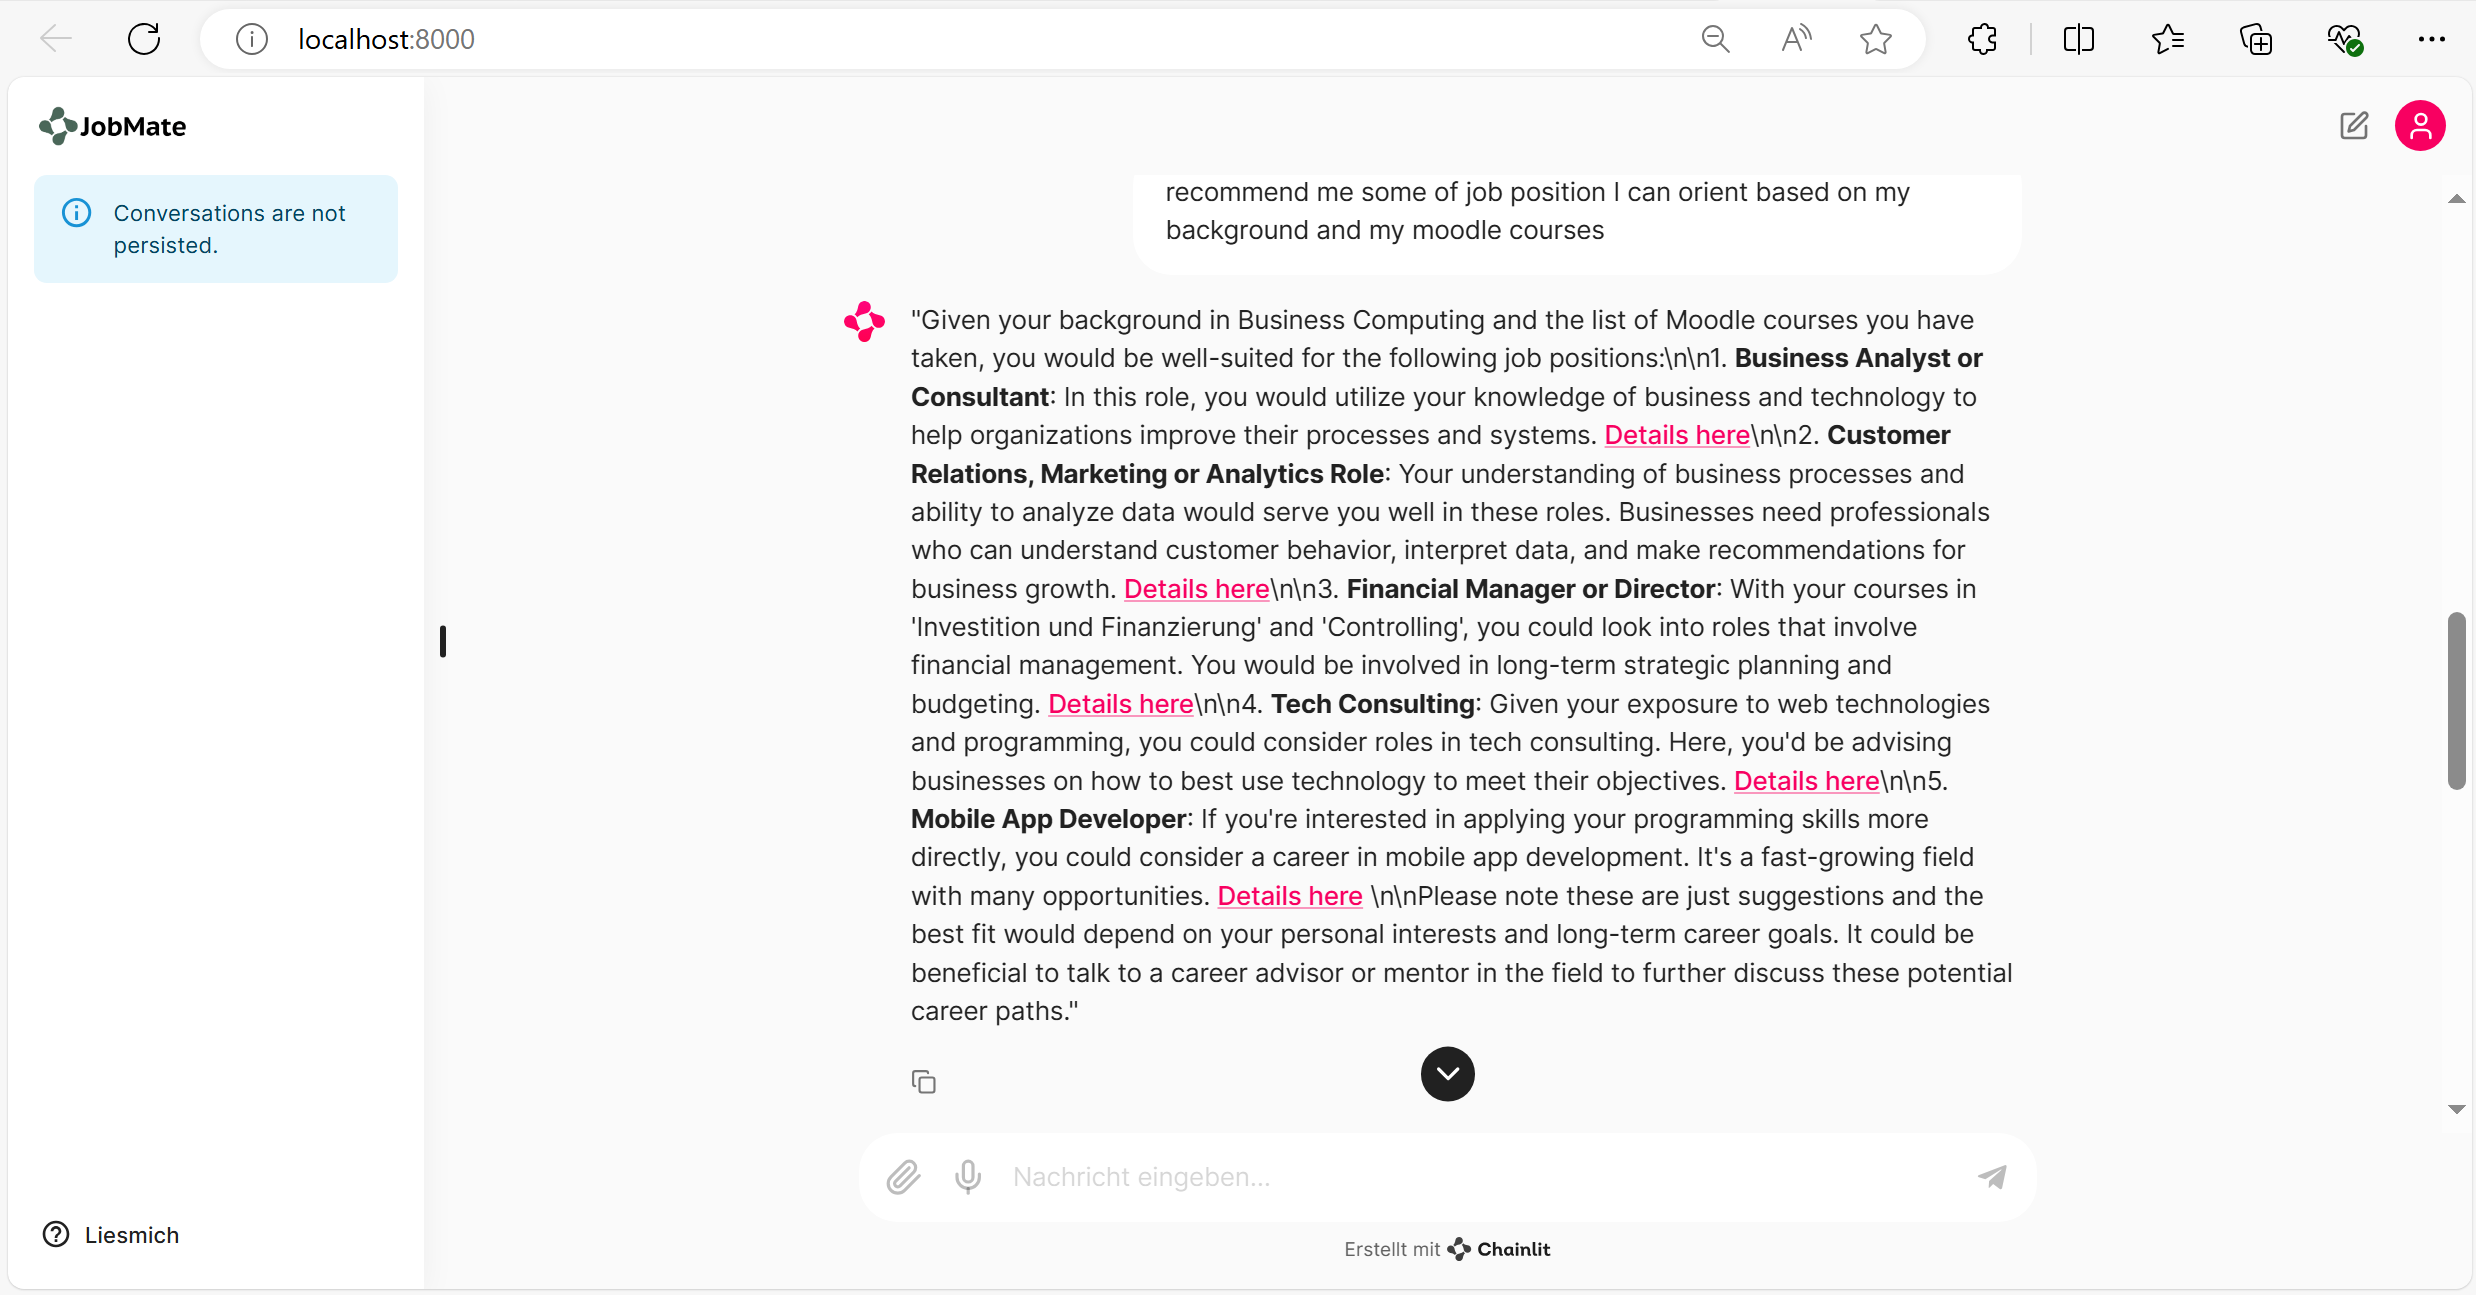 localhost:8000
JobMate
Conversations are not
persisted.
recommend me some of job position I can orient based on my
background and my moodle courses
"Given your background in Business Computing and the list of Moodle courses you have
taken, you would be well-suited for the following job positions:\n\n1. Business Analyst or
Consultant: In this role, you would utilize your knowledge of business and technology to
help organizations improve their processes and systems. Details here\n\n2. Customer
Relations, Marketing or Analytics Role: Your understanding of business processes and
ability to analyze data would serve you well in these roles. Businesses need professionals
who can understand customer behavior, interpret data, and make recommendations for
business growth. Details here\n\n3. Financial Manager or Director: With your courses in
'Investition und Finanzierung' and 'Controlling', you could look into roles that involve
financial management. You would be involved in long-term strategic planning and
budgeting. Details here\n\n4. Tech Consulting: Given your exposure to web technologies
and programming, you could consider roles in tech consulting. Here, you'd be advising
businesses on how to best use technology to meet their objectives. Details here\n\n5.
Mobile App Developer: If you're interested in applying your programming skills more
directly, you could consider a career in mobile app development. It's a fast-growing field
with many opportunities. Details here \n\nPlease note these are just suggestions and the
best fit would depend on your personal interests and long-term career goals. It could be
beneficial to talk to a career advisor or mentor in the field to further discuss these potential
career paths."
Nachricht eingeben...
Liesmich
Erstellt mit Chainlit